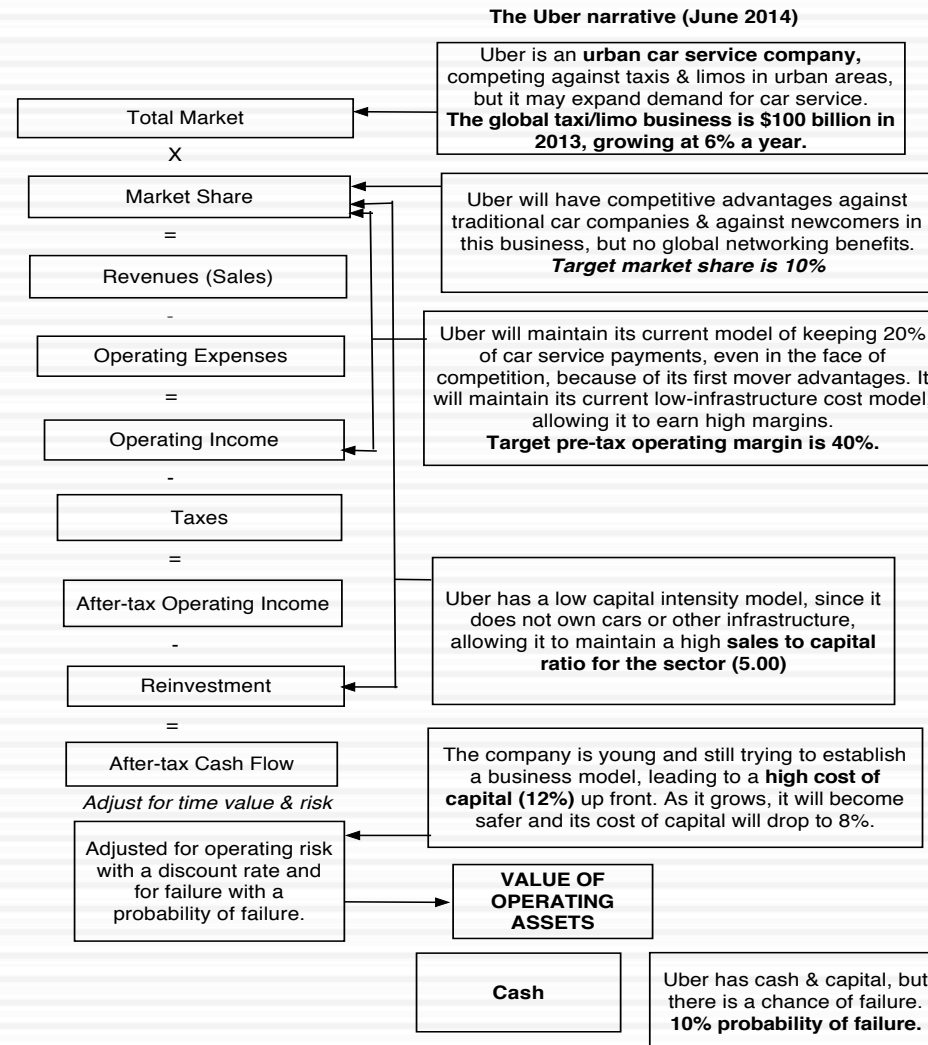 The Uber narrative (June 2014)
Uber is an urban car service company,
competing against taxis & limos in urban areas,
but it may expand demand for car service.
The global taxi/limo business is $100 billion in
2013, growing at 6% a year.
Total Market
X
Market Share
Uber will have competitive advantages against
traditional car companies & against newcomers in
this business, but no global networking benefits.
Target market share is 10%
=
Revenues (Sales)
-
Operating Expenses
Uber will maintain its current model of keeping 20%
of car service payments, even in the face of
competition, because of its first mover advantages. It
will maintain its current low-infrastructure cost model,
allowing it to earn high margins.
Target pre-tax operating margin is 40%.
=
Operating Income
-
Taxes
=
After-tax Operating Income
Uber has a low capital intensity model, since it
does not own cars or other infrastructure,
allowing it to maintain a high sales to capital
ratio for the sector (5.00)
-
Reinvestment
=
After-tax Cash Flow
The company is young and still trying to establish
a business model, leading to a high cost of
capital (12%) up front. As it grows, it will become
safer and its cost of capital will drop to 8%.
Adjust for time value & risk
Adjusted for operating risk
with a discount rate and
for failure with a
probability of failure.
VALUE OF
OPERATING
ASSETS
Cash
Uber has cash & capital, but
there is a chance of failure.
10% probability of failure.